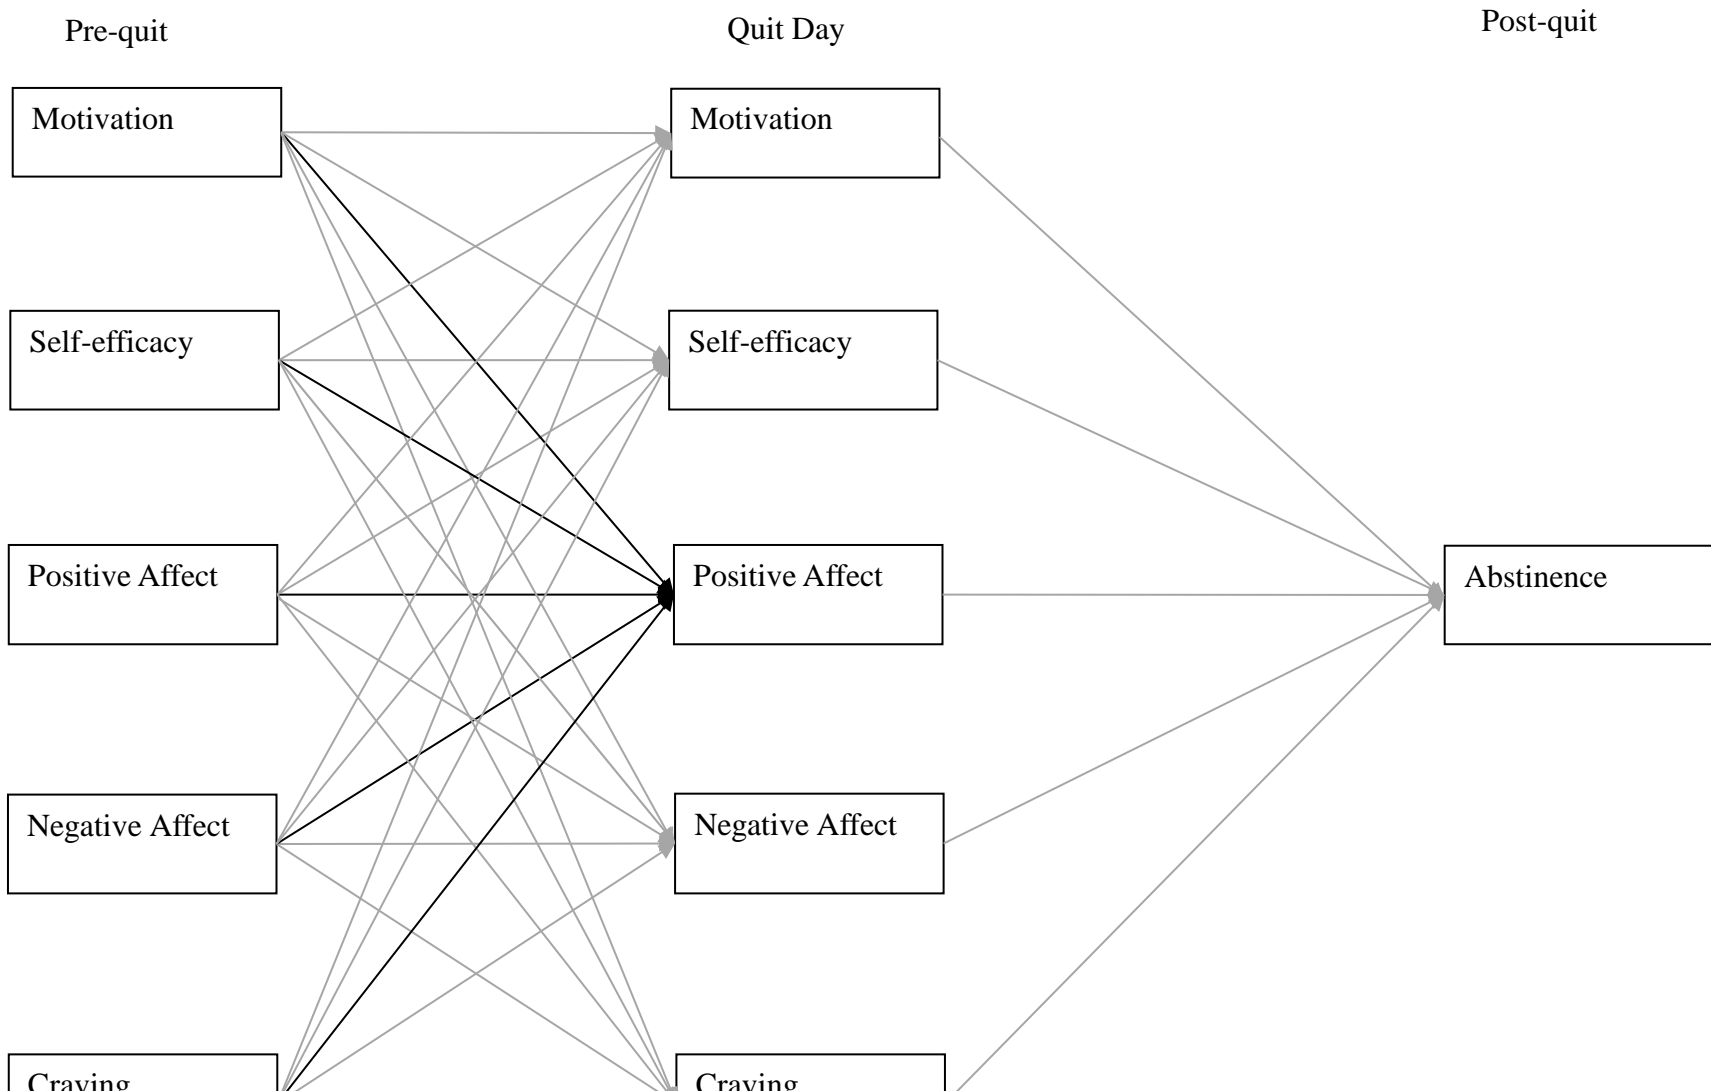 Pre-quit
Quit Day
Post-quit
Motivation
Motivation
Self-efficacy
Self-efficacy
Positive Affect
Positive Affect
Abstinence
Negative Affect
Negative Affect
Craving
Craving